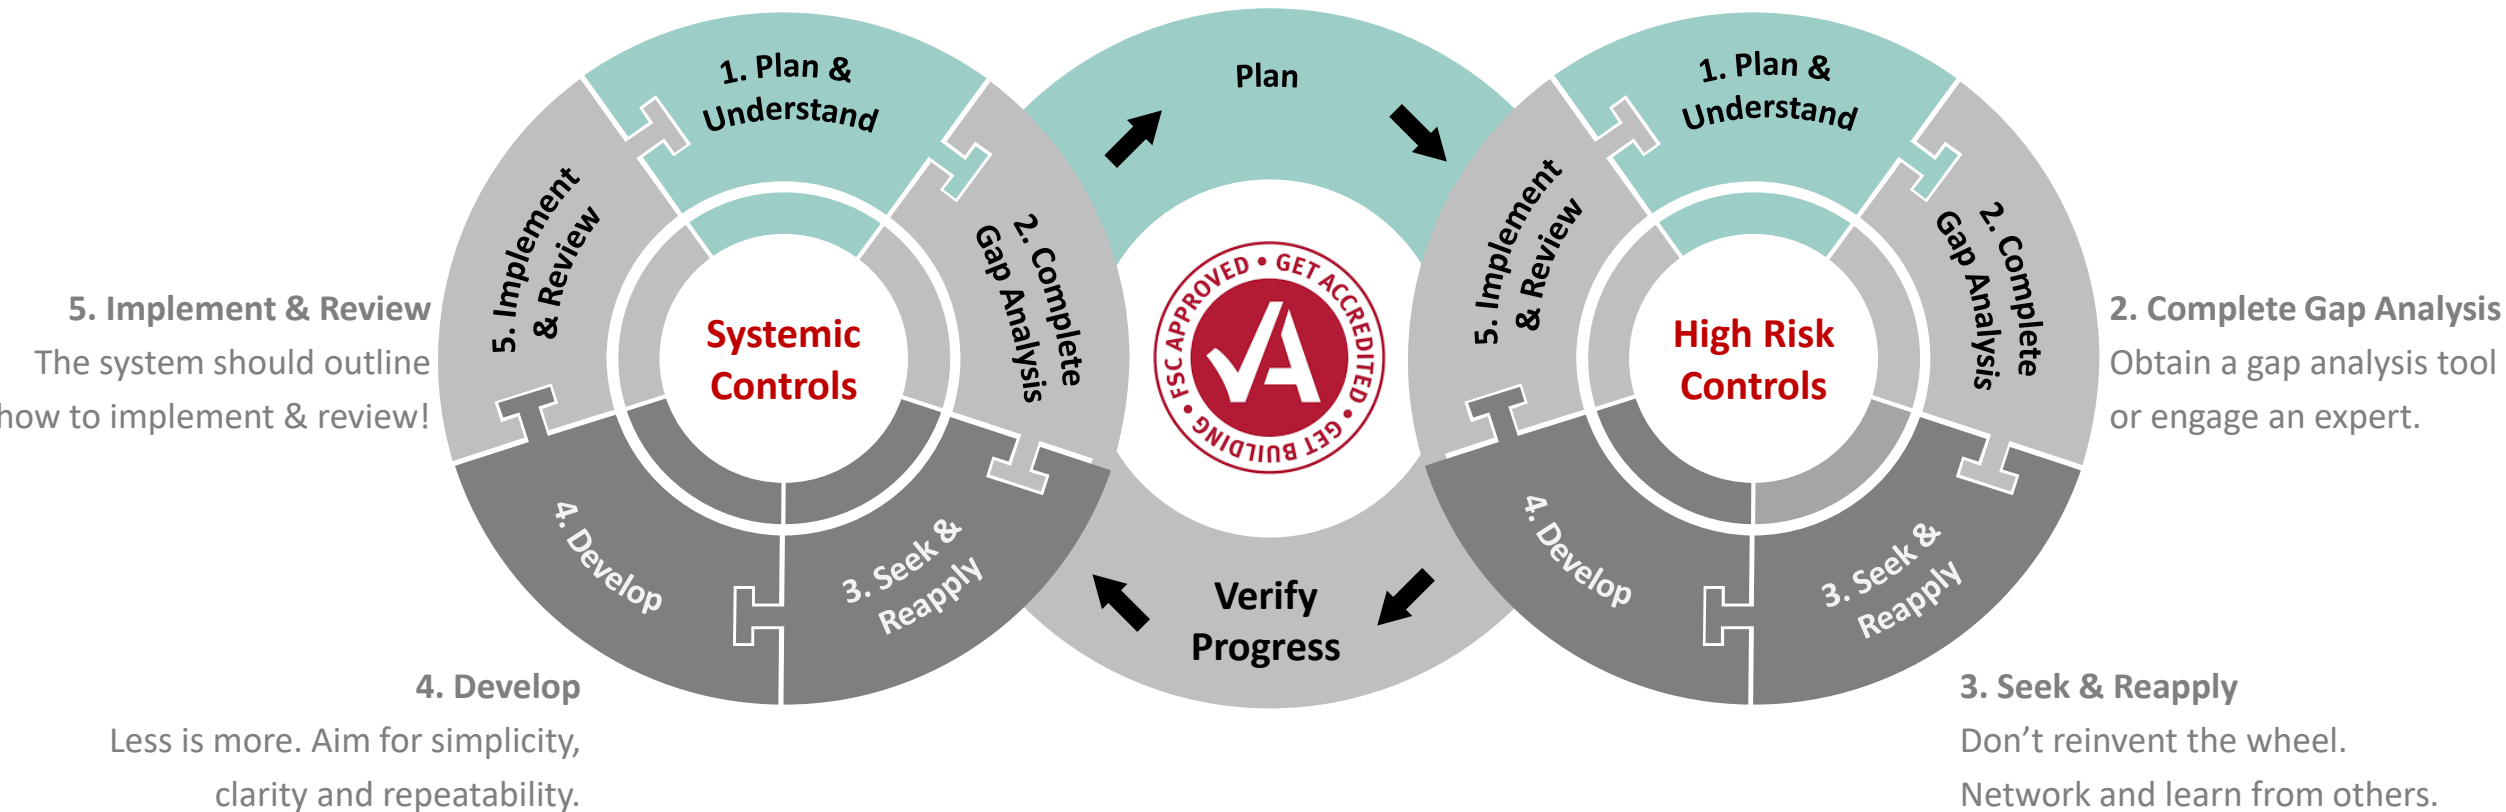 1. Plan &
Understand
2. Complete
Gap Analysis
3. Seek &
Reapply
4. Develop
5. Implement
& Review
Systemic
Controls
Plan
FSC APPROVED • GET ACCREDITED • GET BUILDING •
Verify
Progress
1. Plan &
Understand
2. Complete
Gap Analysis
3. Seek &
Reapply
4. Develop
5. Implement
& Review
High Risk
Controls
5. Implement & Review
The system should outline
how to implement & review!
2. Complete Gap Analysis
Obtain a gap analysis tool
or engage an expert.
4. Develop
Less is more. Aim for simplicity,
clarity and repeatability.
3. Seek & Reapply
Don’t reinvent the wheel.
Network and learn from others.